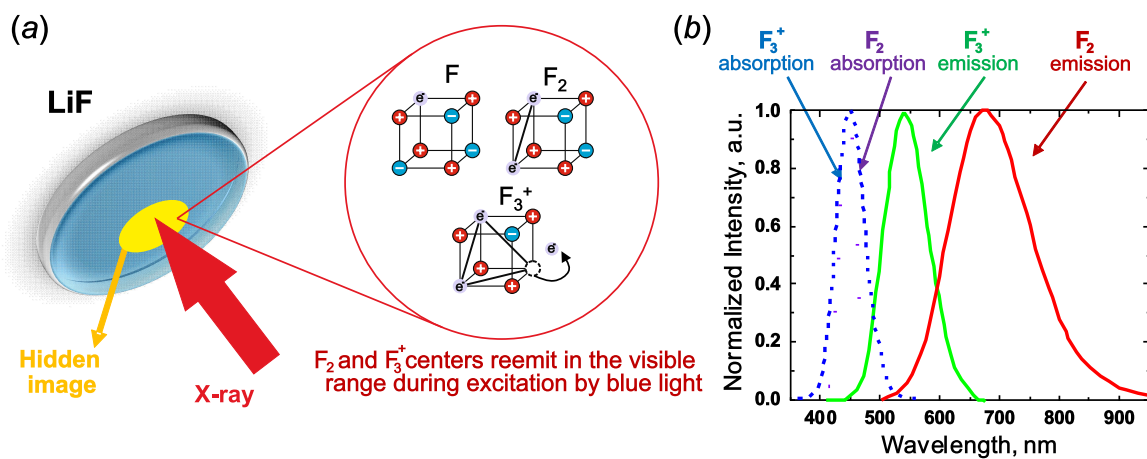 (a)
LiF
Hidden
image
X-ray
F
e-
+
−
−
+
+
−
F2
e-
+
−
+
e-
+
F3+
e-
+
−
e-
+
e-
+
F2 and F3+ centers reemit in the visible
range during excitation by blue light
(b)
F3+
absorption
F2
absorption
F3+
emission
F2
emission
Normalized Intensity, a.u.
1.0
0.8
0.6
0.4
0.2
0.0
400 500 600 700 800 900
Wavelength, nm